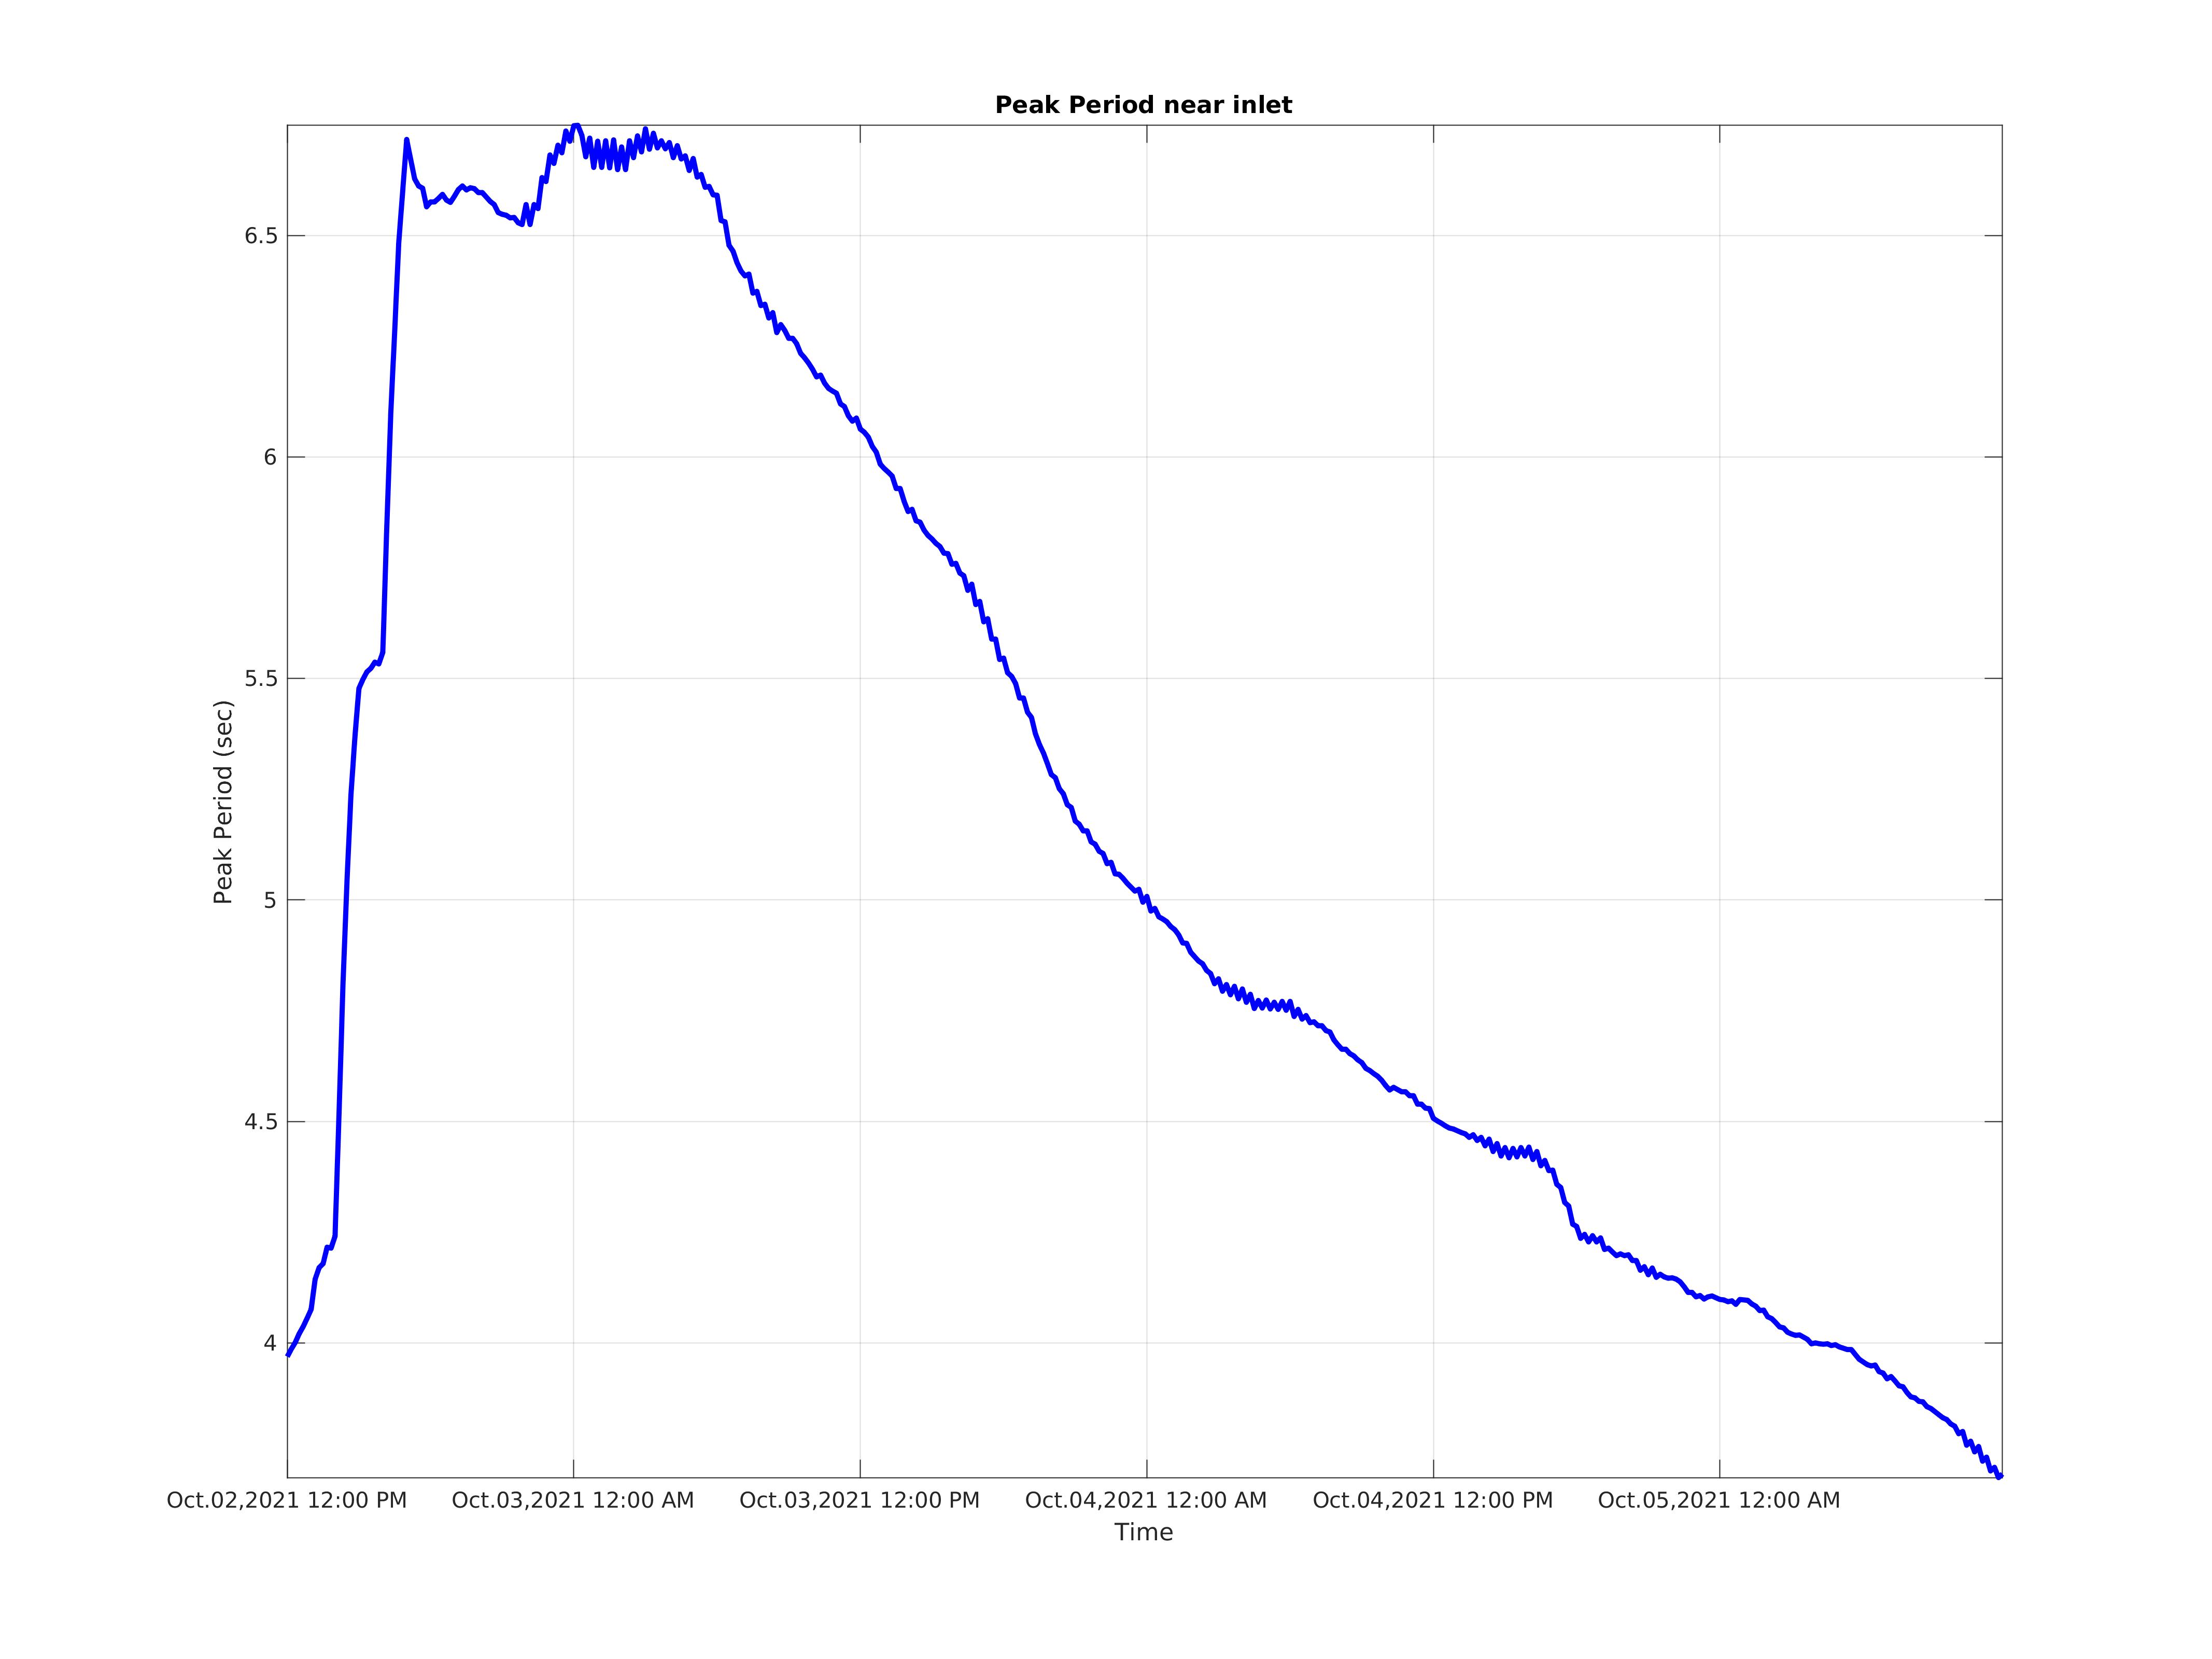 Peak Period near inlet
Peak Period (sec)
6.5
6
5.5
5
4.5
4
Oct.02,2021 12:00 PM
Oct.03,2021 12:00 AM
Oct.03,2021 12:00 PM
Oct.04,2021 12:00 AM
Oct.04,2021 12:00 PM
Oct.05,2021 12:00 AM
Time